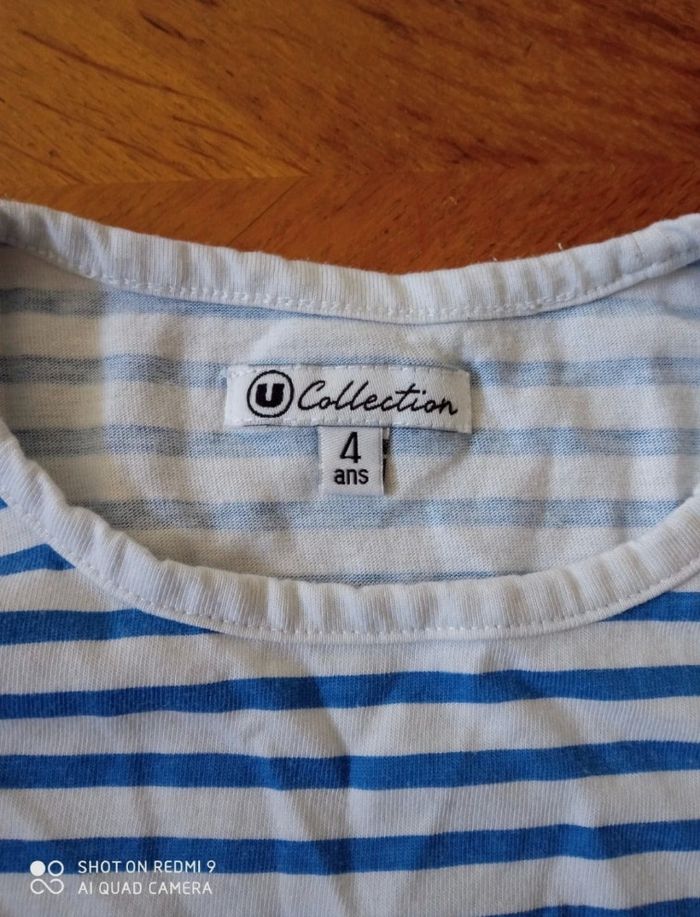 U Collection
4
ans
SHOT ON REDMI 9
AI QUAD CAMERA